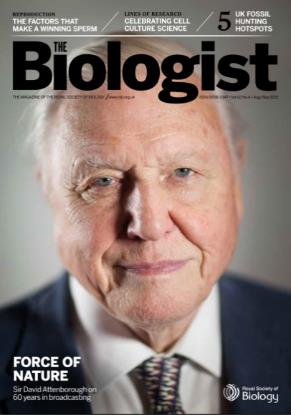 REPRODUCTION
THE FACTORS THAT
MAKE A WINNING SPERM
LINES OF RESEARCH
CELEBRATING CELL
CULTURE SCIENCE
5 UK FOSSIL
HUNTING
HOTSPOTS
THE
Biologist
THE MAGAZINE OF THE ROYAL SOCIETY OF BIOLOGY / www.rsb.org.uk
FORCE OF
NATURE
Sir David Attenborough on
60 years in broadcasting
Royal Society of
Biology